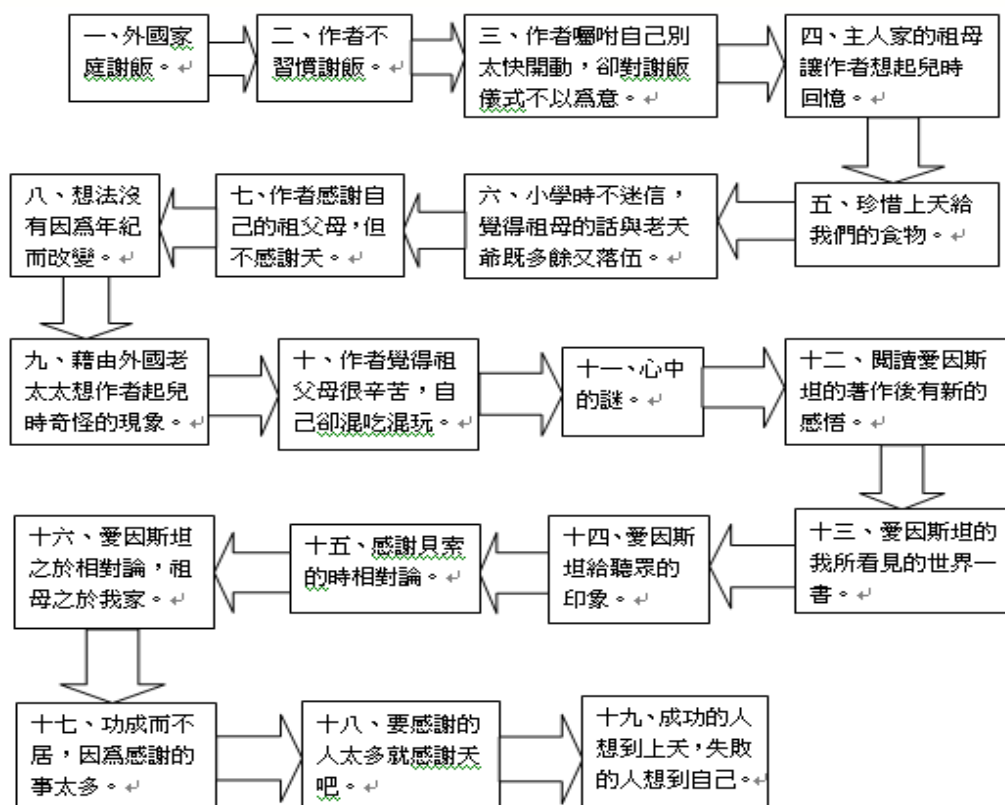 一、外國家
庭謝飯。
二、作者不
習慣謝飯。
三、作者囑咐自己別
太快開動，卻對謝飯
儀式不以爲意。
四、主人家的祖母
讓作者想起兒時
回憶。
五、珍惜上天給
我們的食物。
六、小學時不迷信，
覺得祖母的話與老天
爺既多餘又落伍。
七、作者感謝自
己的祖父母，但
不感謝天。
八、想法沒
有因爲年紀
而改變。
九、藉由外國老
太太想作者起兒
時奇怪的現象。
十、作者覺得祖
父母很辛苦，自
己卻混吃混玩。
十一、心中
的謎。
十二、閱讀愛因斯
坦的著作後有新的
感悟。
十三、愛因斯坦的
我所看見的世界一
書。
十四、愛因斯
坦給聽眾的
印象。
十五、感謝貝索
的時相對論。
十六、愛因斯坦
之於相對論，祖
母之於我家。
十七、功成而不
居，因爲感謝的
事太多。
十八、要感謝的
人太多就感謝天
吧。
十九、成功的人
想到上天，失敗
的人想到自己。